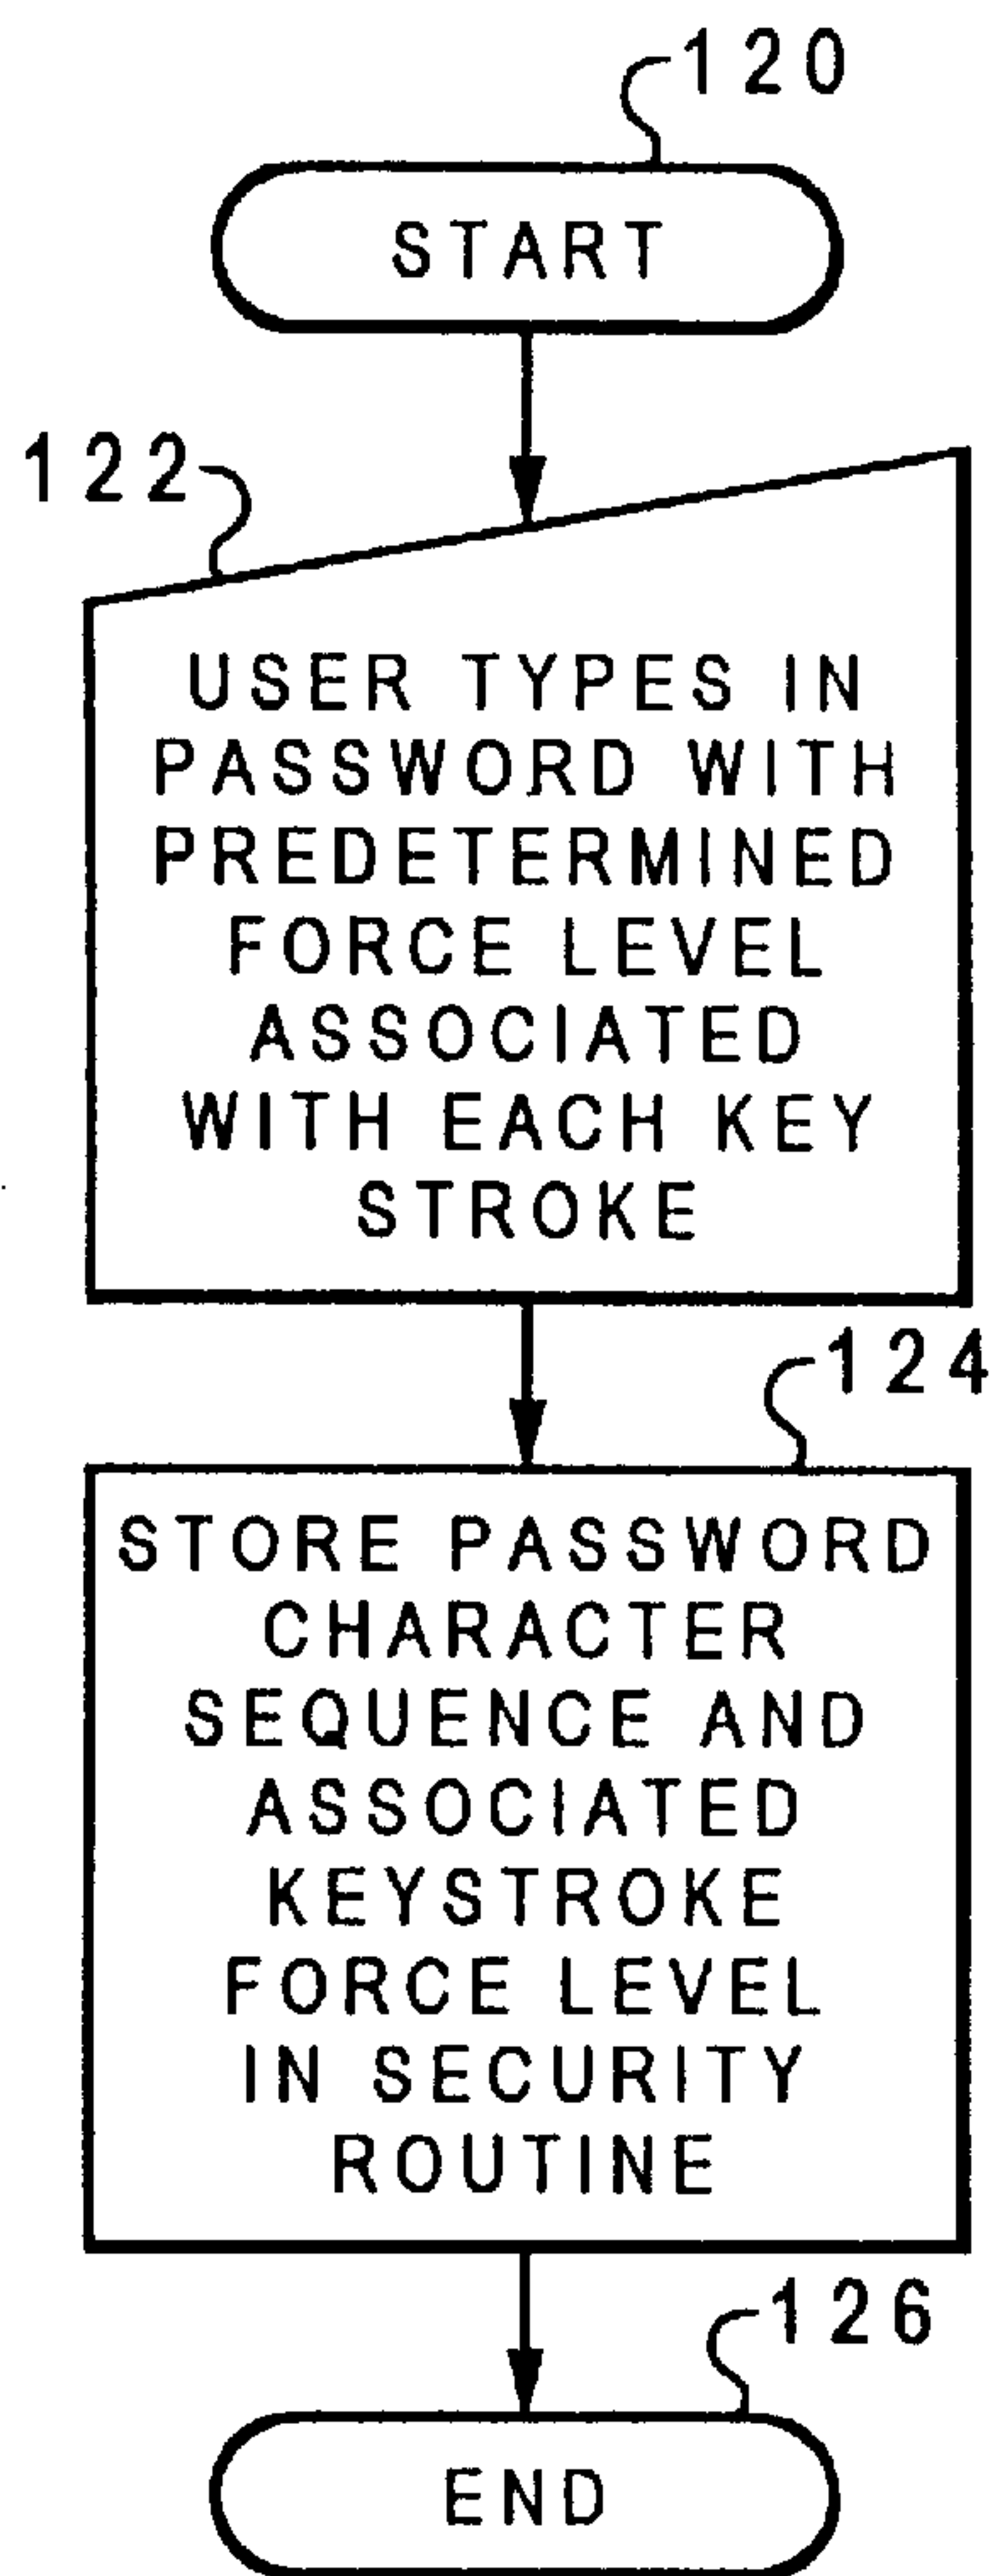 120
START
122
USER TYPES IN
PASSWORD WITH
PREDETERMINED
FORCE LEVEL
ASSOCIATED
WITH EACH KEY
STROKE
124
STORE PASSWORD
CHARACTER
SEQUENCE AND
ASSOCIATED
KEYSTROKE
FORCE LEVEL
IN SECURITY
ROUTINE
126
END